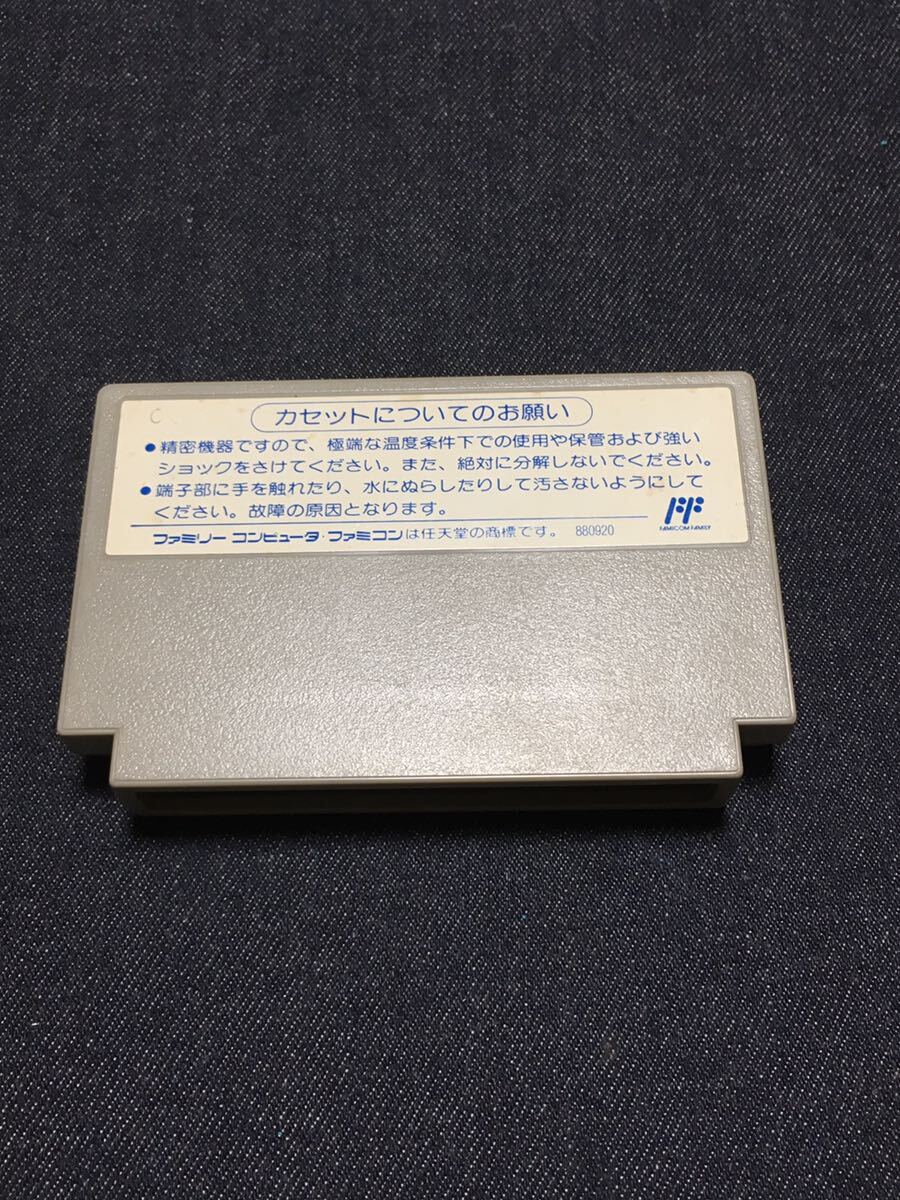 C
カセットについてのお願い
●精密機器ですので、極端な温度条件下での使用や保管および強い
ショックをさけてください。また、絶対に分解しないでください。
●端子部に手を触れたり、水にぬらしたりして汚さないようにして
ください。故障の原因となります。
FAMICOM FAMILY
ファミリー コンピュータ・ファミコンは任天堂の商標です。 880920